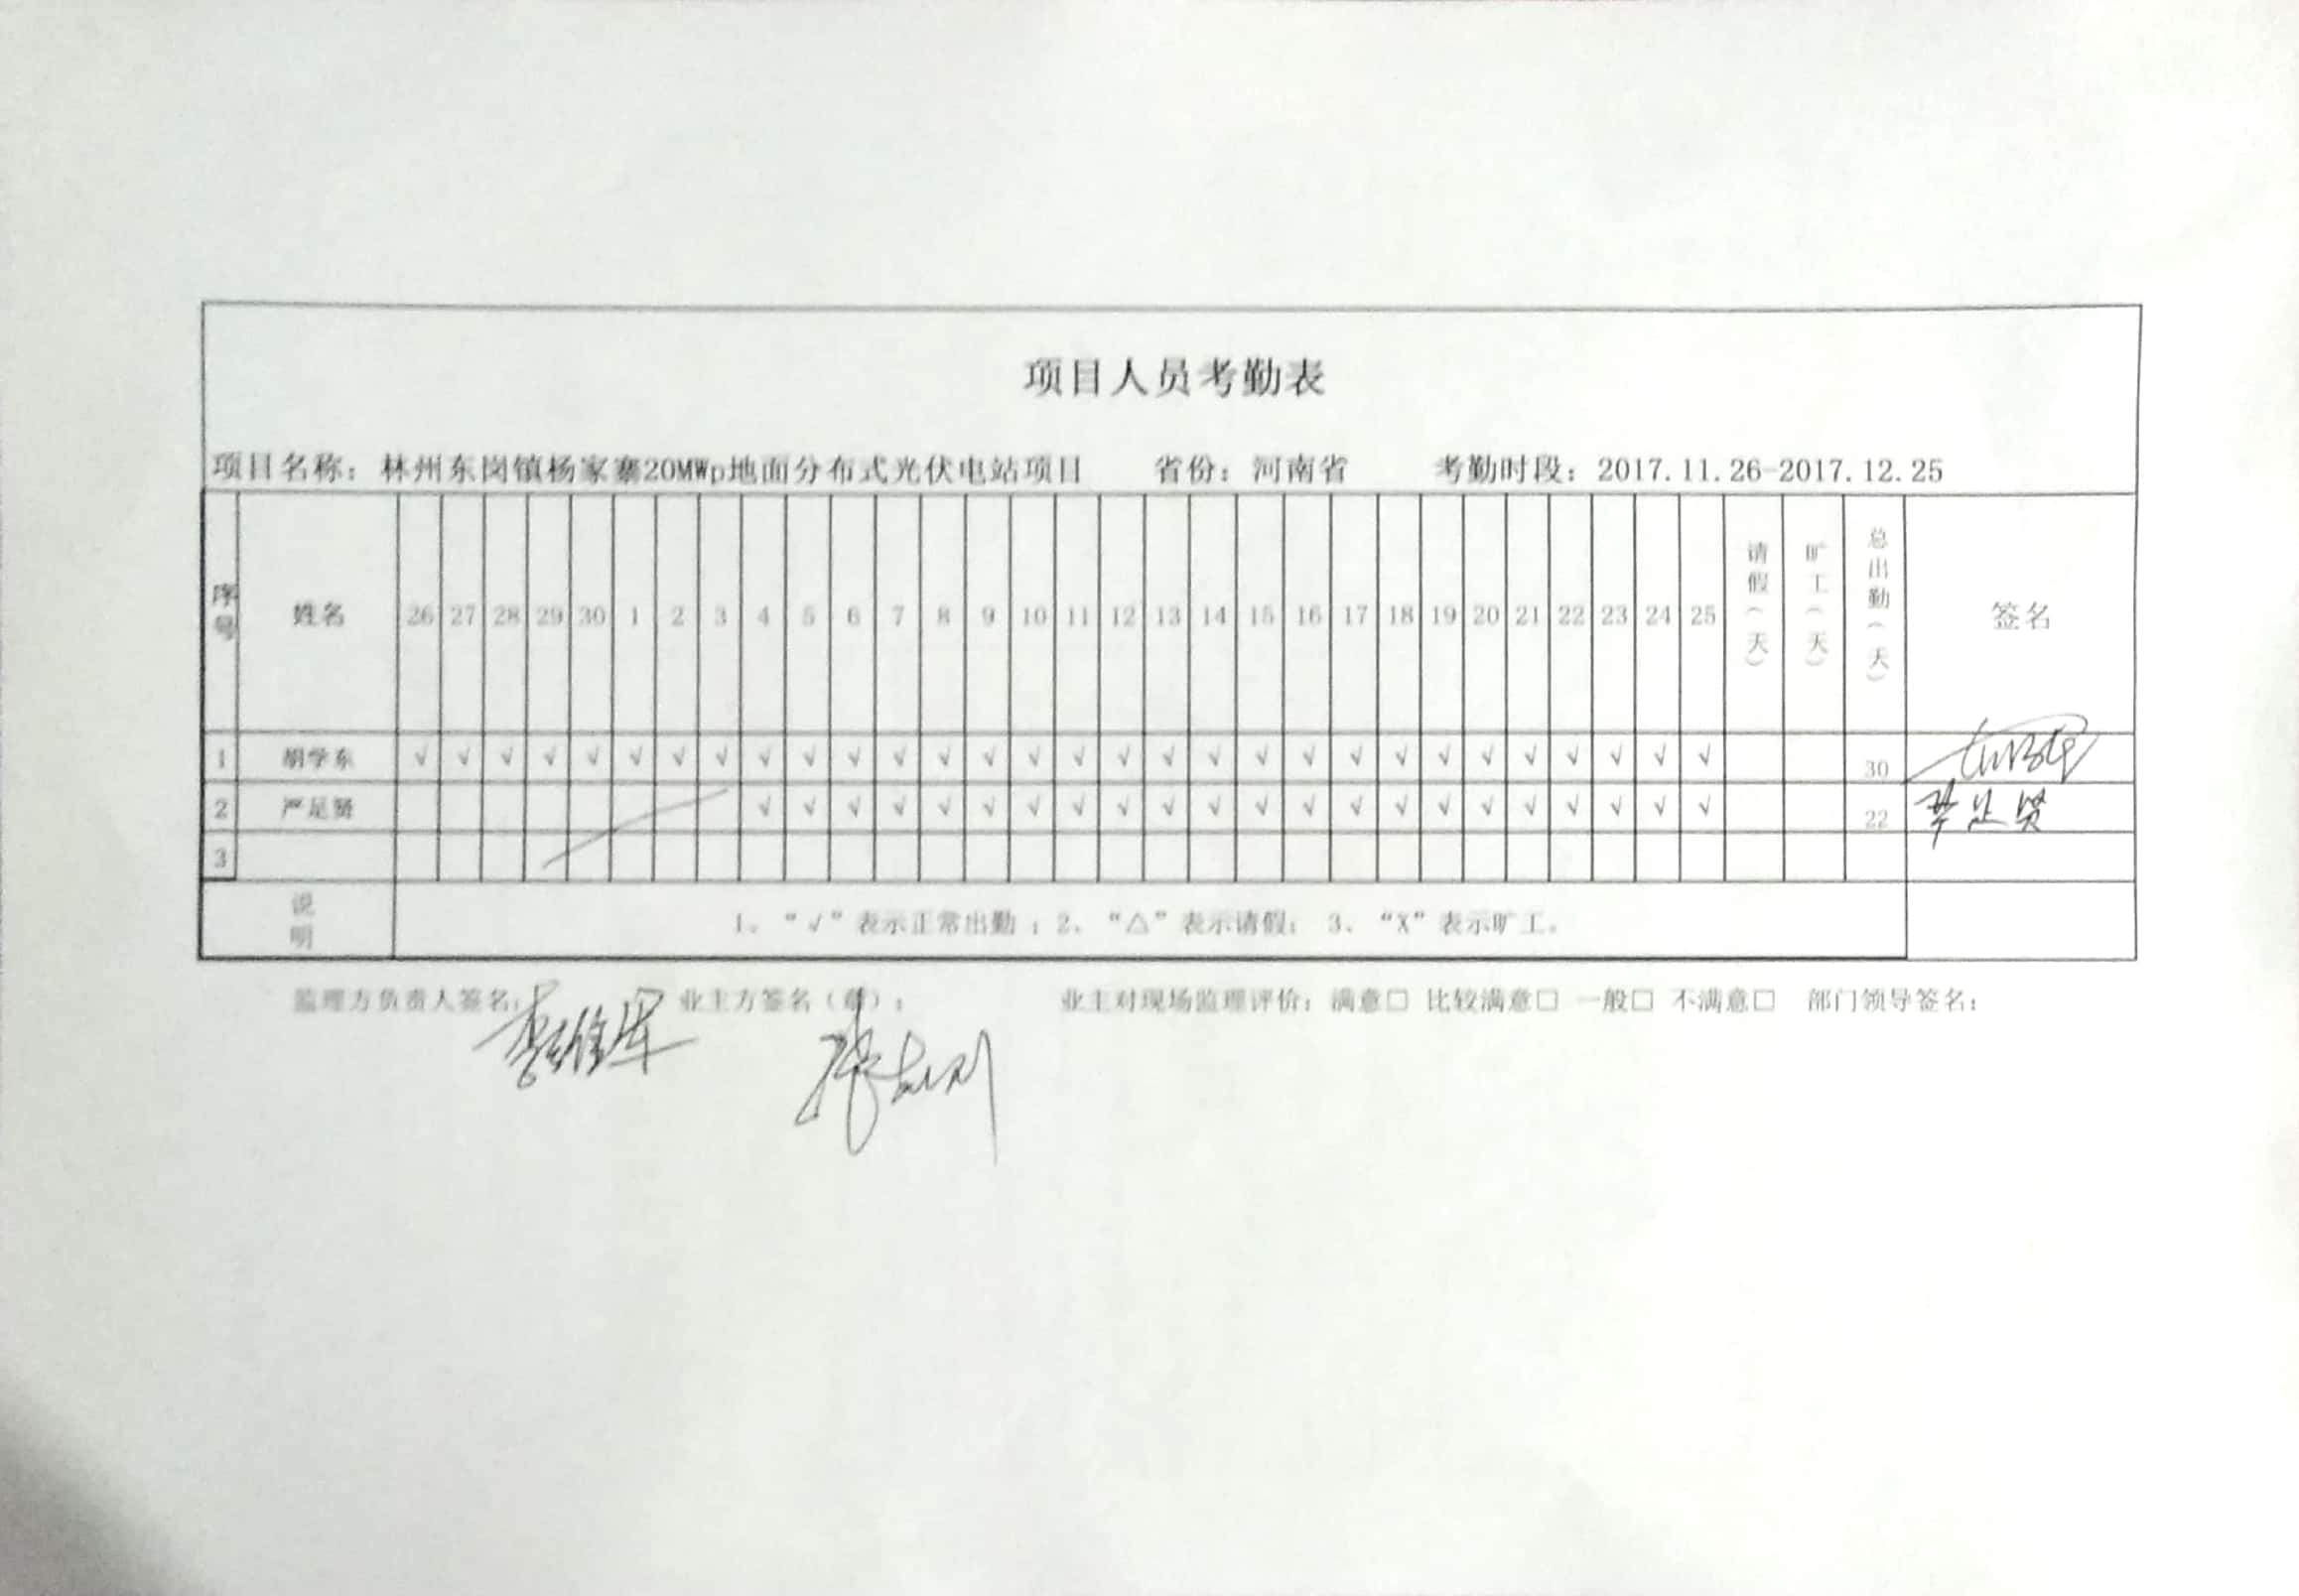 项目人员考勤表
项目名称：林州东岗镇杨家寨20MWp地面分布式光伏电站项目 省份：河南省 考勤时段：2017.11.26-2017.12.25
序号 姓名 26 27 28 29 30 1 2 3 4 5 6 7 8 9 10 11 12 13 14 15 16 17 18 19 20 21 22 23 24 25 请假(天) 旷工(天) 总出勤(天) 签名
1 胡学东 √ √ √ √ √ √ √ √ √ √ √ √ √ √ √ √ √ √ √ √ √ √ √ √ √ √ √ √ √ √ 30
2 严足贤 √ √ √ √ √ √ √ √ √ √ √ √ √ √ √ √ √ √ √ √ √ √ 22 严足贤
3
说明 1、“√”表示正常出勤；2、“△”表示请假；3、“X”表示旷工。
监理方负责人签名： 业主方签名（章）： 业主对现场监理评价：满意□ 比较满意□ 一般□ 不满意□ 部门领导签名：